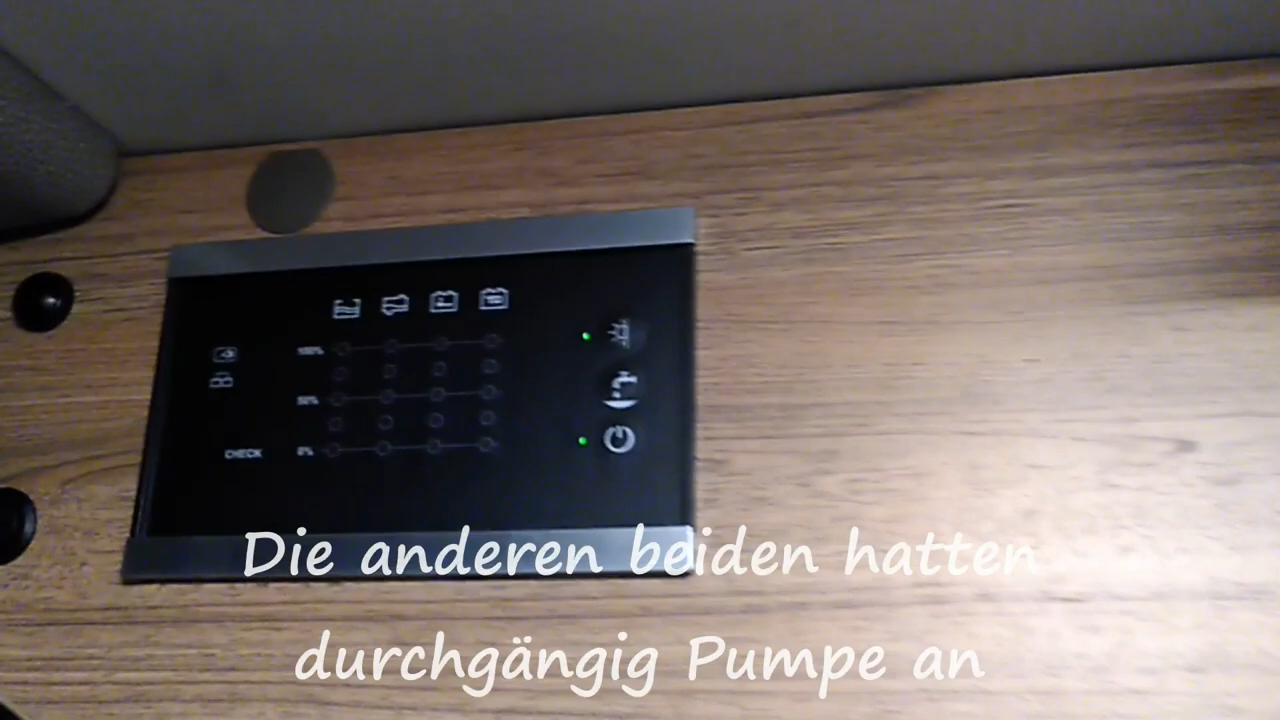 100%
50%
CHECK
0%
Die anderen beiden hatten
durchgängig Pumpe an